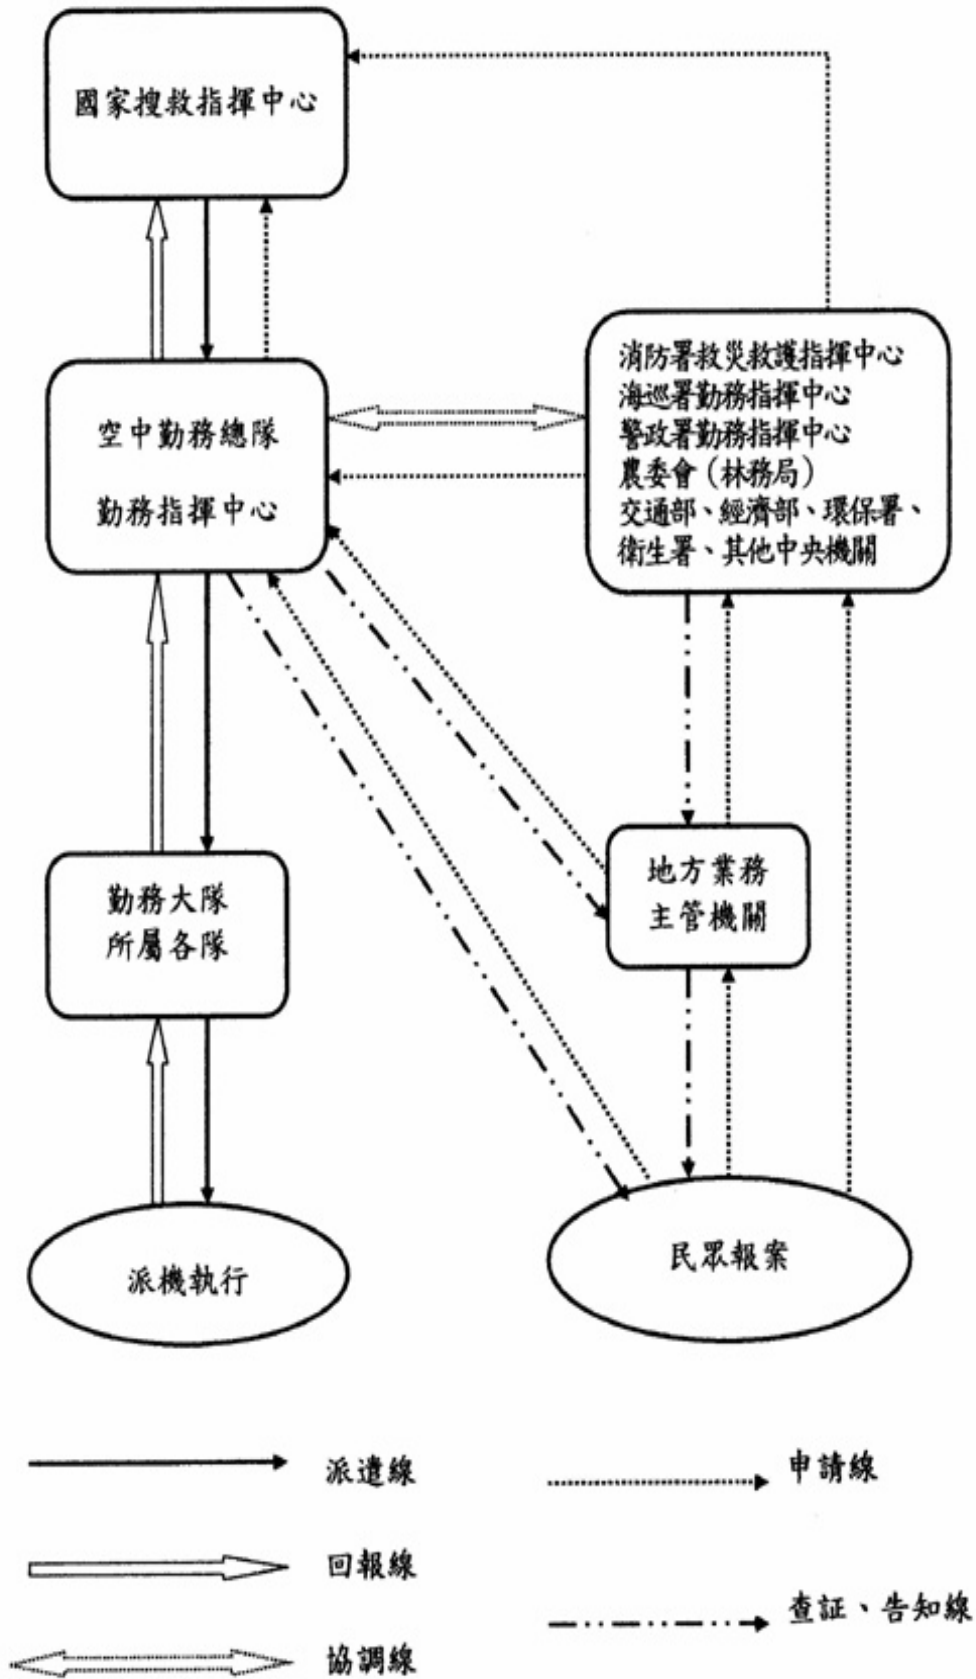 國家搜救指揮中心
空中勤務總隊
勤務指揮中心
消防署救災救護指揮中心
海巡署勤務指揮中心
警政署勤務指揮中心
農委會(林務局)
交通部、經濟部、環保署、
衛生署、其他中央機關
地方業務
主管機關
勤務大隊
所屬各隊
派機執行
民眾報案
派遣線
申請線
回報線
查証、告知線
協調線